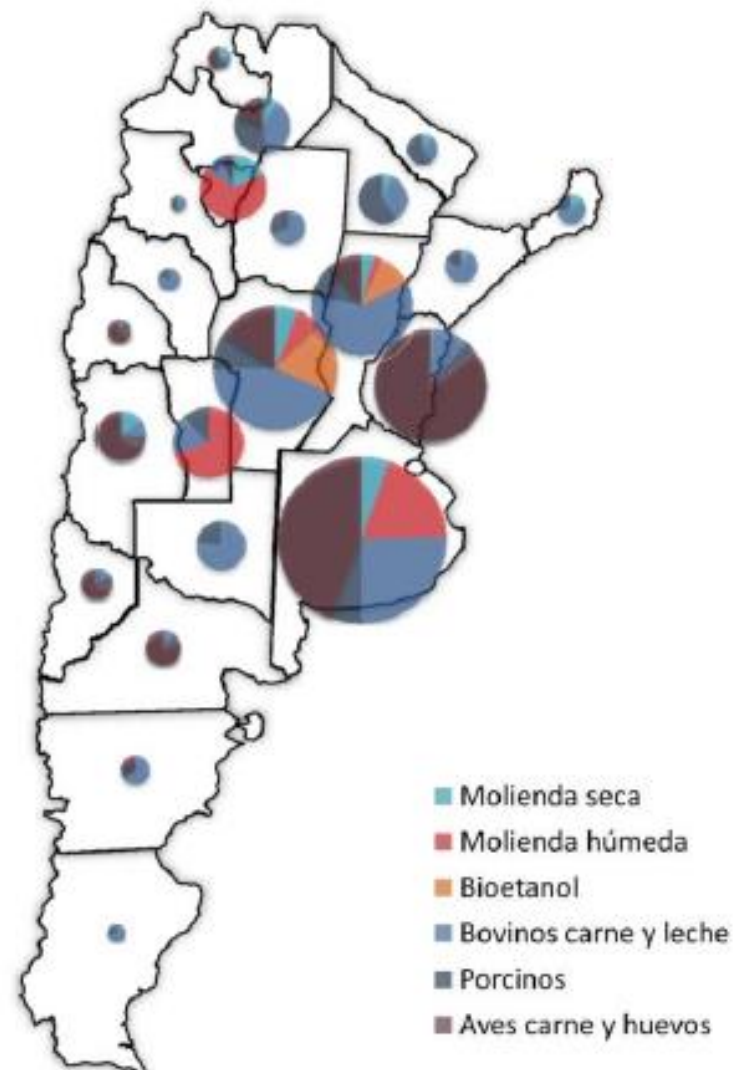 Molienda seca
Molienda húmeda
Bioetanol
Bovinos carne y leche
Porcinos
Aves carne y huevos